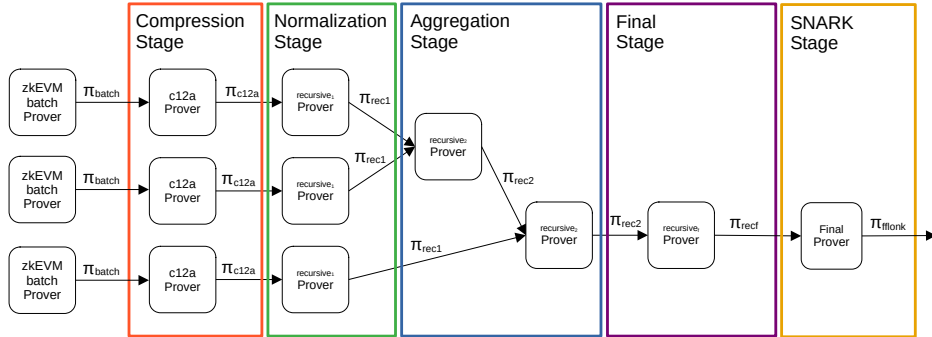 Compression
Stage
Normalization
Stage
Aggregation
Stage
Final
Stage
SNARK
Stage
zkEVM
batch
Prover
πbatch
c12a
Prover
πc12a
recursive₁
Prover
πrec1
zkEVM
batch
Prover
πbatch
c12a
Prover
πc12a
recursive₁
Prover
πrec1
recursive₂
Prover
πrec2
zkEVM
batch
Prover
πbatch
c12a
Prover
πc12a
recursive₁
Prover
πrec1
recursive₂
Prover
πrec2
recursivef
Prover
πrecf
Final
Prover
πfflonk